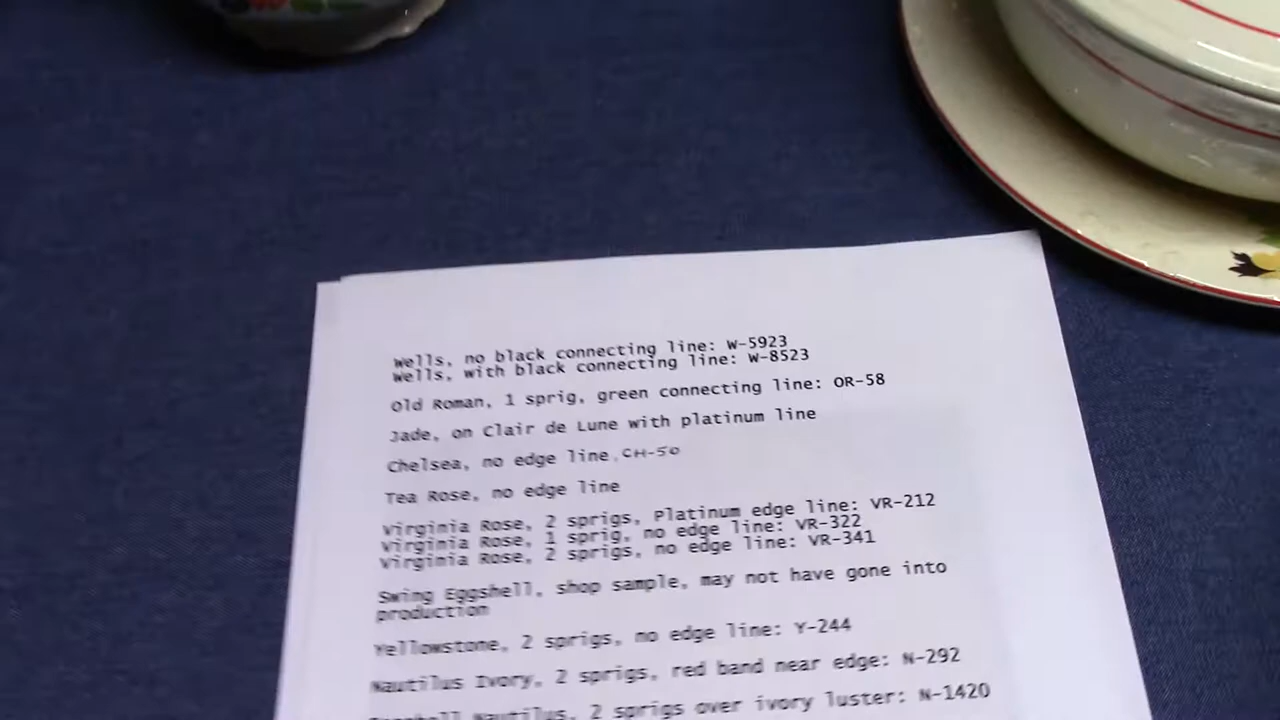 Wells, no black connecting line: W-5923
Wells, with black connecting line: W-8523
Old Roman, 1 sprig, green connecting line: OR-58
Jade, on Clair de Lune with platinum line
Chelsea, no edge line, CH-50
Tea Rose, no edge line
Virginia Rose, 2 sprigs, Platinum edge line: VR-212
Virginia Rose, 1 sprig, no edge line: VR-322
Virginia Rose, 2 sprigs, no edge line: VR-341
Swing Eggshell, shop sample, may not have gone into
production
Yellowstone, 2 sprigs, no edge line: Y-244
Nautilus Ivory, 2 sprigs, red band near edge: N-292
Eggshell Nautilus, 2 sprigs over ivory luster: N-1420